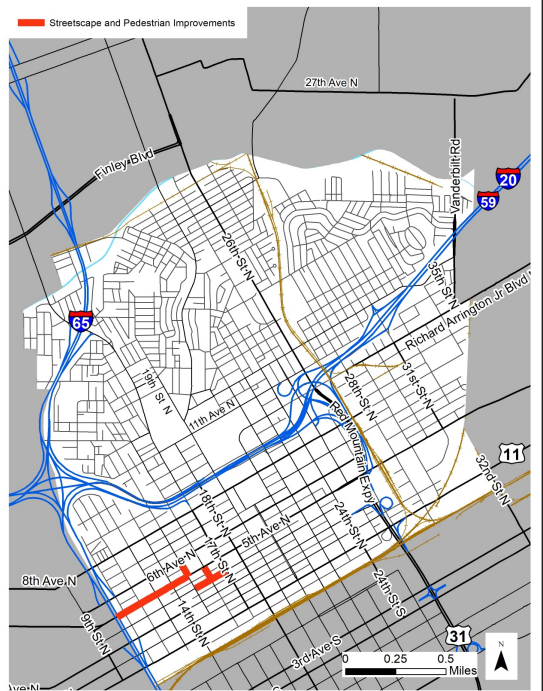 Streetscape and Pedestrian Improvements
27th Ave N
Finley Blvd
Vanderbilt Rd
20
59
26th St N
35th St N
Richard Arrington Jr Blvd
65
19th St N
11th Ave N
28th St N
31st St N
Red Mountain Expy
11
32nd St N
18th St N
17th St N
5th Ave N
24th St N
6th Ave N
8th Ave N
9th St N
14th St N
24th St S
3rd Ave S
31
N
0 0.25 0.5
Miles
Ave N